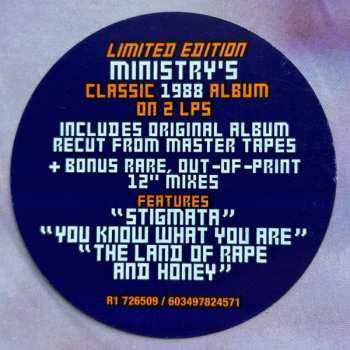 LIMITED EDITION
MINISTRY'S
CLASSIC 1988 ALBUM
ON 2 LPS
INCLUDES ORIGINAL ALBUM
RECUT FROM MASTER TAPES
+ BONUS RARE, OUT-OF-PRINT
12" MIXES
FEATURES
"STIGMATA"
"YOU KNOW WHAT YOU ARE"
"THE LAND OF RAPE
AND HONEY"
R1 726509 / 603497824571